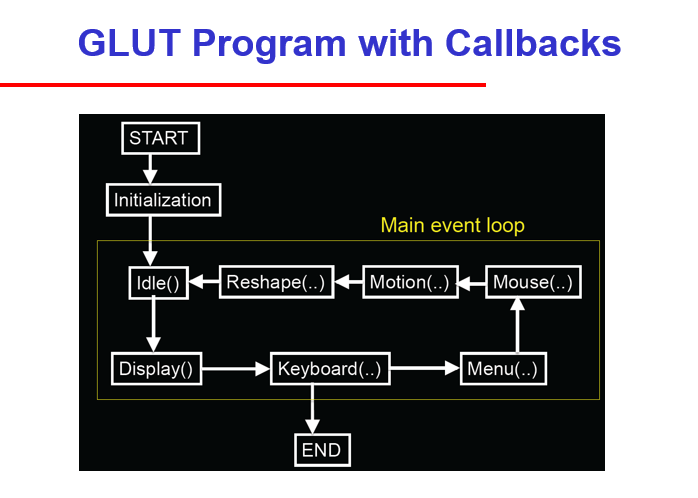 GLUT Program with Callbacks
START
Initialization
Main event loop
Idle()
Reshape(..)
Motion(..)
Mouse(..)
Display()
Keyboard(..)
Menu(..)
END